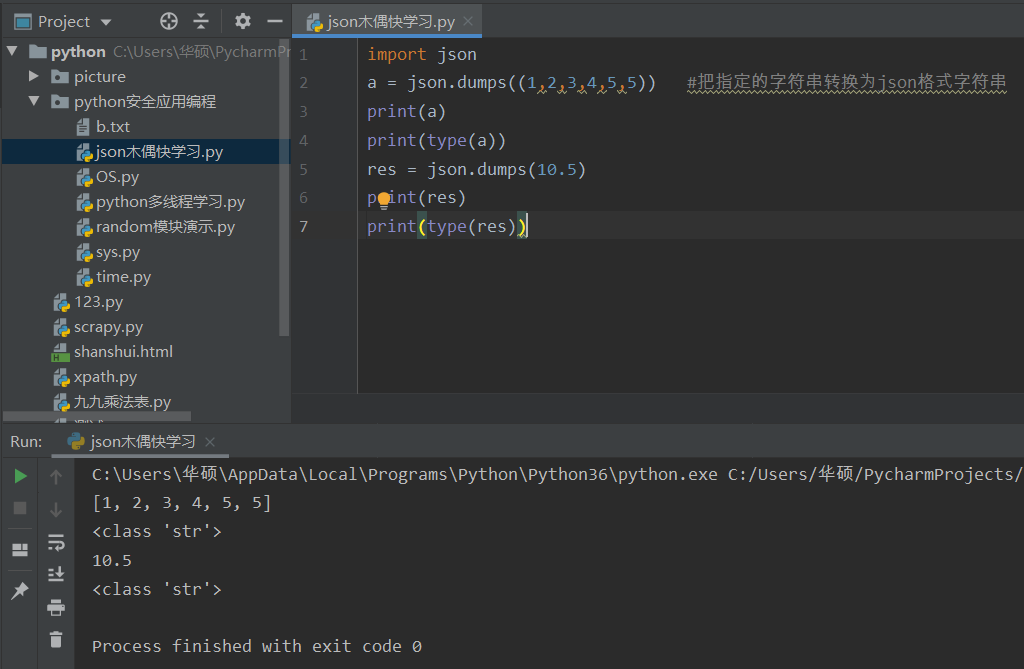 Project
json木偶快学习.py
python C:\Users\华硕\PycharmPr
picture
python安全应用编程
b.txt
json木偶快学习.py
OS.py
python多线程学习.py
random模块演示.py
sys.py
time.py
123.py
scrapy.py
shanshui.html
xpath.py
九九乘法表.py
1 import json
2 a = json.dumps((1,2,3,4,5,5)) #把指定的字符串转换为json格式字符串
3 print(a)
4 print(type(a))
5 res = json.dumps(10.5)
6 print(res)
7 print(type(res))
Run: json木偶快学习
C:\Users\华硕\AppData\Local\Programs\Python\Python36\python.exe C:/Users/华硕/PycharmProjects/
[1, 2, 3, 4, 5, 5]
<class 'str'>
10.5
<class 'str'>
Process finished with exit code 0